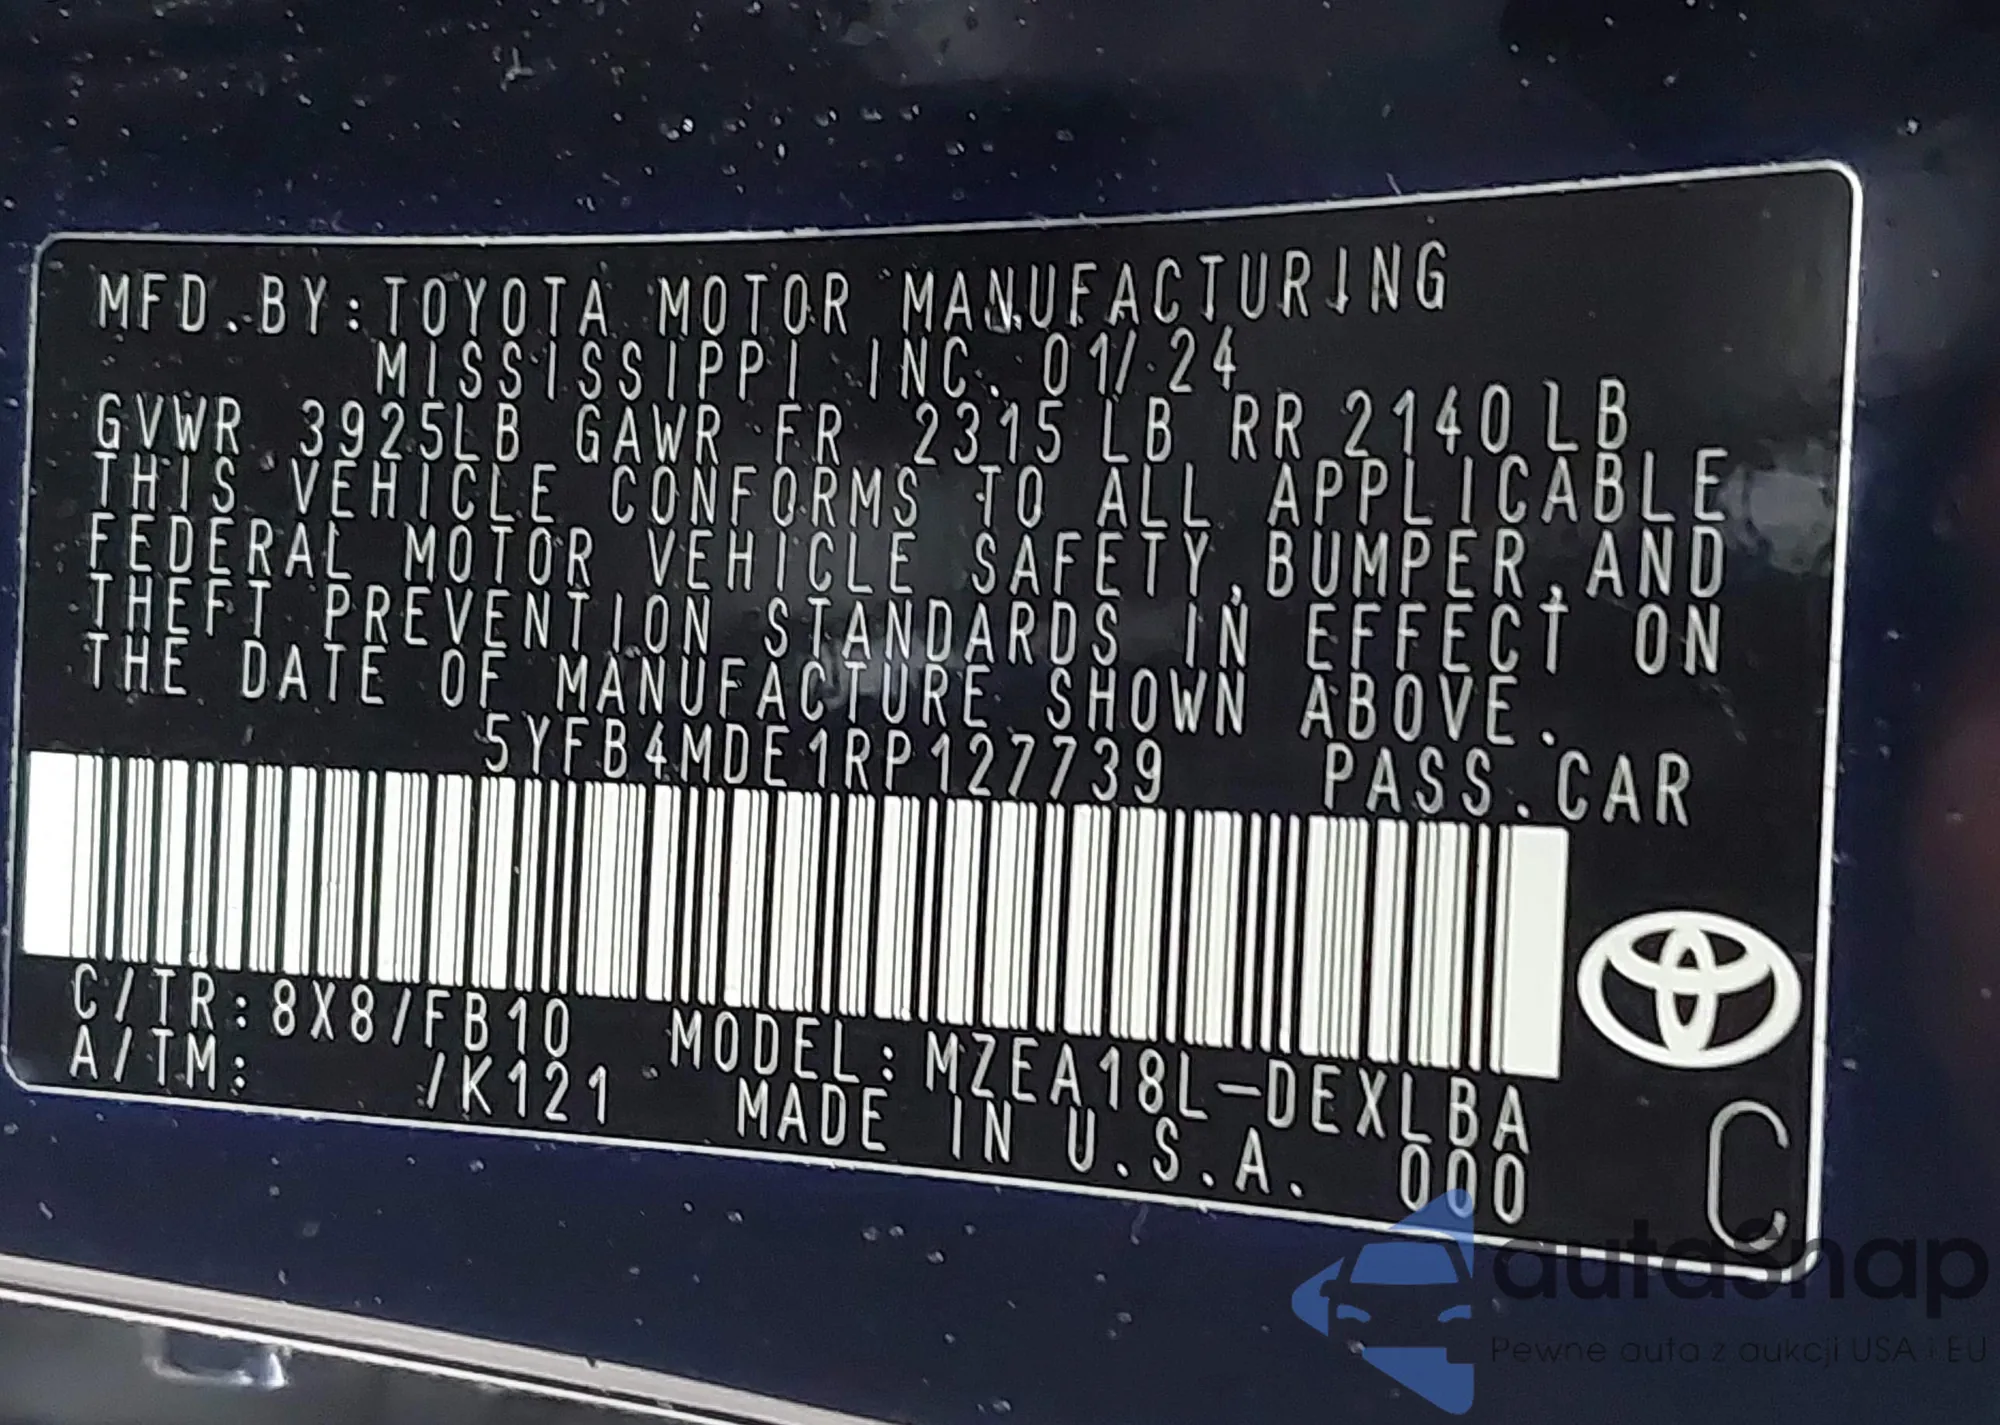 MFD. BY: TOYOTA MOTOR MANUFACTURING
MISSISSIPPI INC. 01/24
GVWR 3925LB GAWR FR 2315 LB RR 2140LB
THIS VEHICLE CONFORMS TO ALL APPLICABLE
FEDERAL MOTOR VEHICLE SAFETY, BUMPER, AND
THEFT PREVENTION STANDARDS IN EFFECT ON
THE DATE OF MANUFACTURE SHOWN ABOVE.
5YFB4MDE1RP127739 PASS. CAR
C/TR: 8X8/FB10 MODEL: MZEA18L-DEXLBA
A/TM: /K121 MADE IN U.S.A. 000
C
autasnap
Pewne auta z aukcji USA i EU